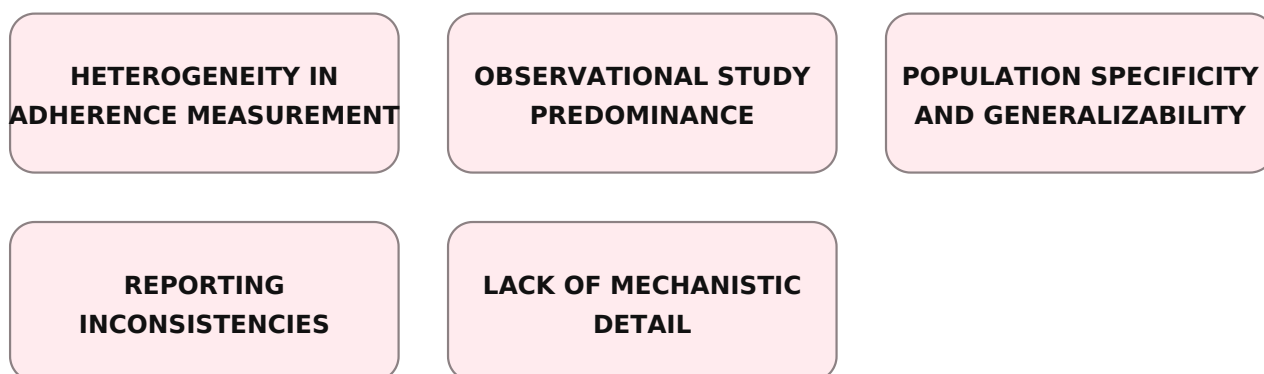 HETEROGENEITY IN
ADHERENCE MEASUREMENT
OBSERVATIONAL STUDY
PREDOMINANCE
POPULATION SPECIFICITY
AND GENERALIZABILITY
REPORTING
INCONSISTENCIES
LACK OF MECHANISTIC
DETAIL